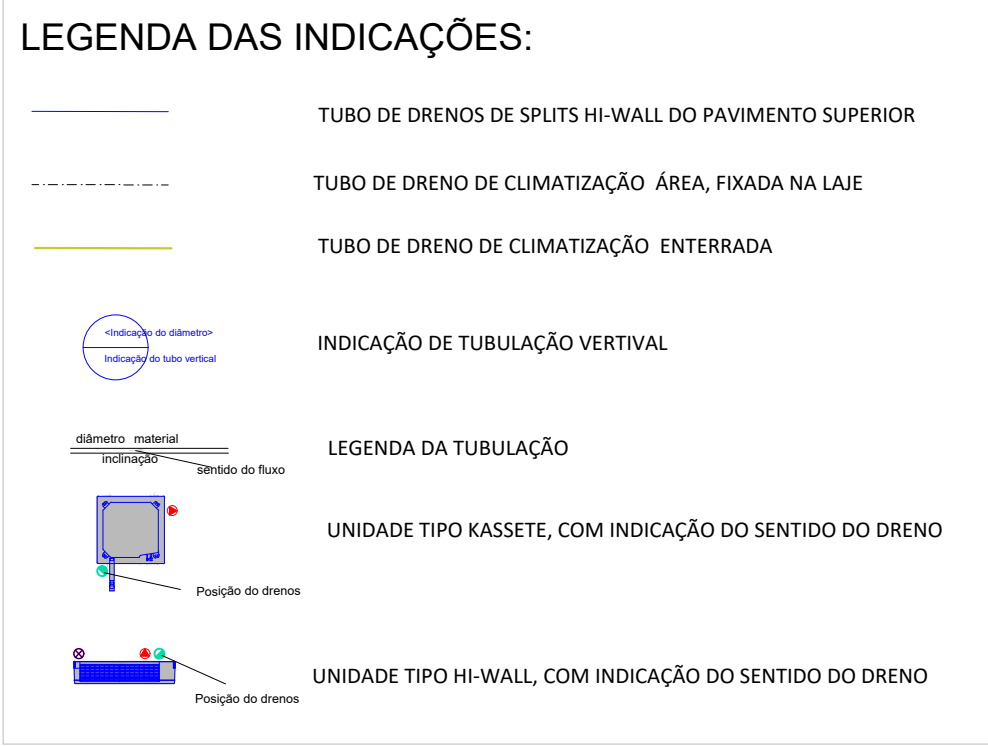 LEGENDA DAS INDICAÇÕES:
TUBO DE DRENOS DE SPLITS HI-WALL DO PAVIMENTO SUPERIOR
TUBO DE DRENO DE CLIMATIZAÇÃO ÁREA, FIXADA NA LAJE
TUBO DE DRENO DE CLIMATIZAÇÃO ENTERRADA
<Indicação do diâmetro>
Indicação do tubo vertical
INDICAÇÃO DE TUBULAÇÃO VERTIVAL
diâmetro material
inclinação
sentido do fluxo
LEGENDA DA TUBULAÇÃO
UNIDADE TIPO KASSETE, COM INDICAÇÃO DO SENTIDO DO DRENO
Posição do drenos
UNIDADE TIPO HI-WALL, COM INDICAÇÃO DO SENTIDO DO DRENO
Posição do drenos